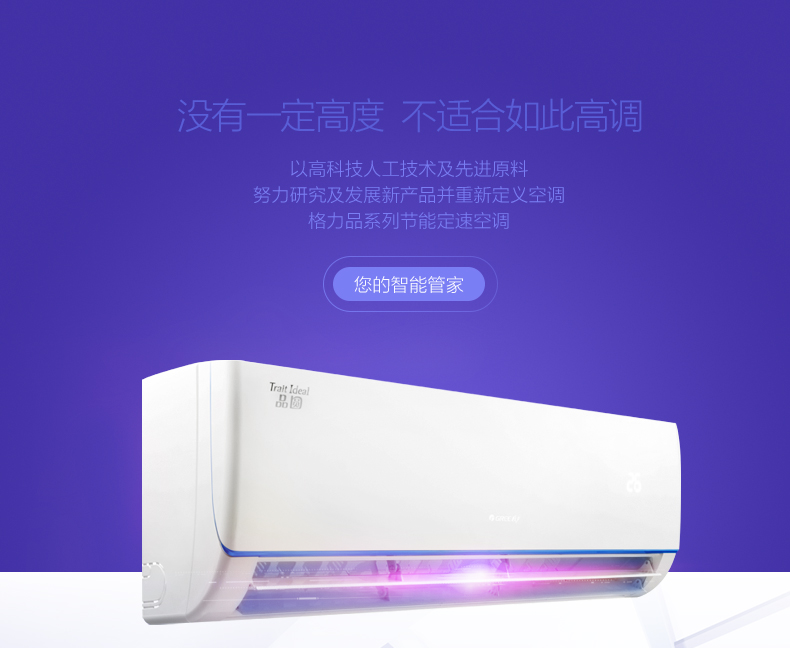 没有一定高度 不适合如此高调
以高科技人工技术及先进原料
努力研究及发展新产品并重新定义空调
格力品系列节能定速空调
您的智能管家
Trait Ideal
品圆
26